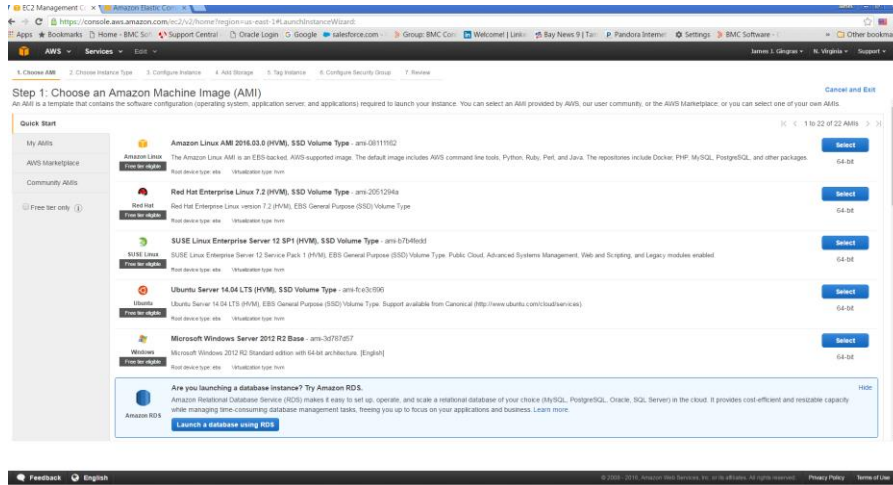 EC2 Management C
Amazon Elastic Con
https://console.aws.amazon.com/ec2/v2/home?region=us-east-1#LaunchInstanceWizard:
Apps Bookmarks Home - BMC Sof Support Central Oracle Login Google salesforce.com - Group: BMC Con Welcome! | Link Bay News 9 | Ta Pandora Internet Settings BMC Software - Other bookma
AWS Services Edit James J. Gingras N. Virginia Support
1. Choose AMI 2. Choose Instance Type 3. Configure Instance 4. Add Storage 5. Tag Instance 6. Configure Security Group 7. Review
Step 1: Choose an Amazon Machine Image (AMI) Cancel and Exit
An AMI is a template that contains the software configuration (operating system, application server, and applications) required to launch your instance. You can select an AMI provided by AWS, our user community, or the AWS Marketplace; or you can select one of your own AMIs.
Quick Start 1 to 22 of 22 AMIs
My AMIs
AWS Marketplace
Community AMIs
Free tier only
Amazon Linux
Free tier eligible
Amazon Linux AMI 2016.03.0 (HVM), SSD Volume Type - ami-08111162
The Amazon Linux AMI is an EBS-backed, AWS-supported image. The default image includes AWS command line tools, Python, Ruby, Perl, and Java. The repositories include Docker, PHP, MySQL, PostgreSQL, and other packages.
Root device type: ebs Virtualization type: hvm
Select
64-bit
Red Hat
Free tier eligible
Red Hat Enterprise Linux 7.2 (HVM), SSD Volume Type - ami-2051294a
Red Hat Enterprise Linux version 7.2 (HVM), EBS General Purpose (SSD) Volume Type
Root device type: ebs Virtualization type: hvm
Select
64-bit
SUSE Linux
Free tier eligible
SUSE Linux Enterprise Server 12 SP1 (HVM), SSD Volume Type - ami-b7b4fedd
SUSE Linux Enterprise Server 12 Service Pack 1 (HVM), EBS General Purpose (SSD) Volume Type. Public Cloud, Advanced Systems Management, Web and Scripting, and Legacy modules enabled.
Root device type: ebs Virtualization type: hvm
Select
64-bit
Ubuntu
Free tier eligible
Ubuntu Server 14.04 LTS (HVM), SSD Volume Type - ami-fce3c696
Ubuntu Server 14.04 LTS (HVM), EBS General Purpose (SSD) Volume Type. Support available from Canonical (http://www.ubuntu.com/cloud/services).
Root device type: ebs Virtualization type: hvm
Select
64-bit
Windows
Free tier eligible
Microsoft Windows Server 2012 R2 Base - ami-3d787d57
Microsoft Windows 2012 R2 Standard edition with 64-bit architecture. [English]
Root device type: ebs Virtualization type: hvm
Select
64-bit
Amazon RDS
Are you launching a database instance? Try Amazon RDS. Hide
Amazon Relational Database Service (RDS) makes it easy to set up, operate, and scale a relational database of your choice (MySQL, PostgreSQL, Oracle, SQL Server) in the cloud. It provides cost-efficient and resizable capacity
while managing time-consuming database management tasks, freeing you up to focus on your applications and business. Learn more.
Launch a database using RDS
Feedback English © 2008 - 2016, Amazon Web Services, Inc. or its affiliates. All rights reserved. Privacy Policy Terms of Use